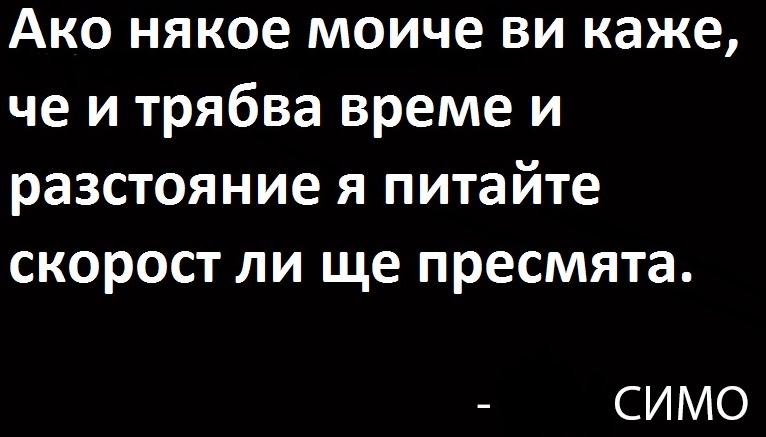 Ако някое моиче ви каже,
че и трябва време и
разстояние я питайте
скорост ли ще пресмята.
- СИМО